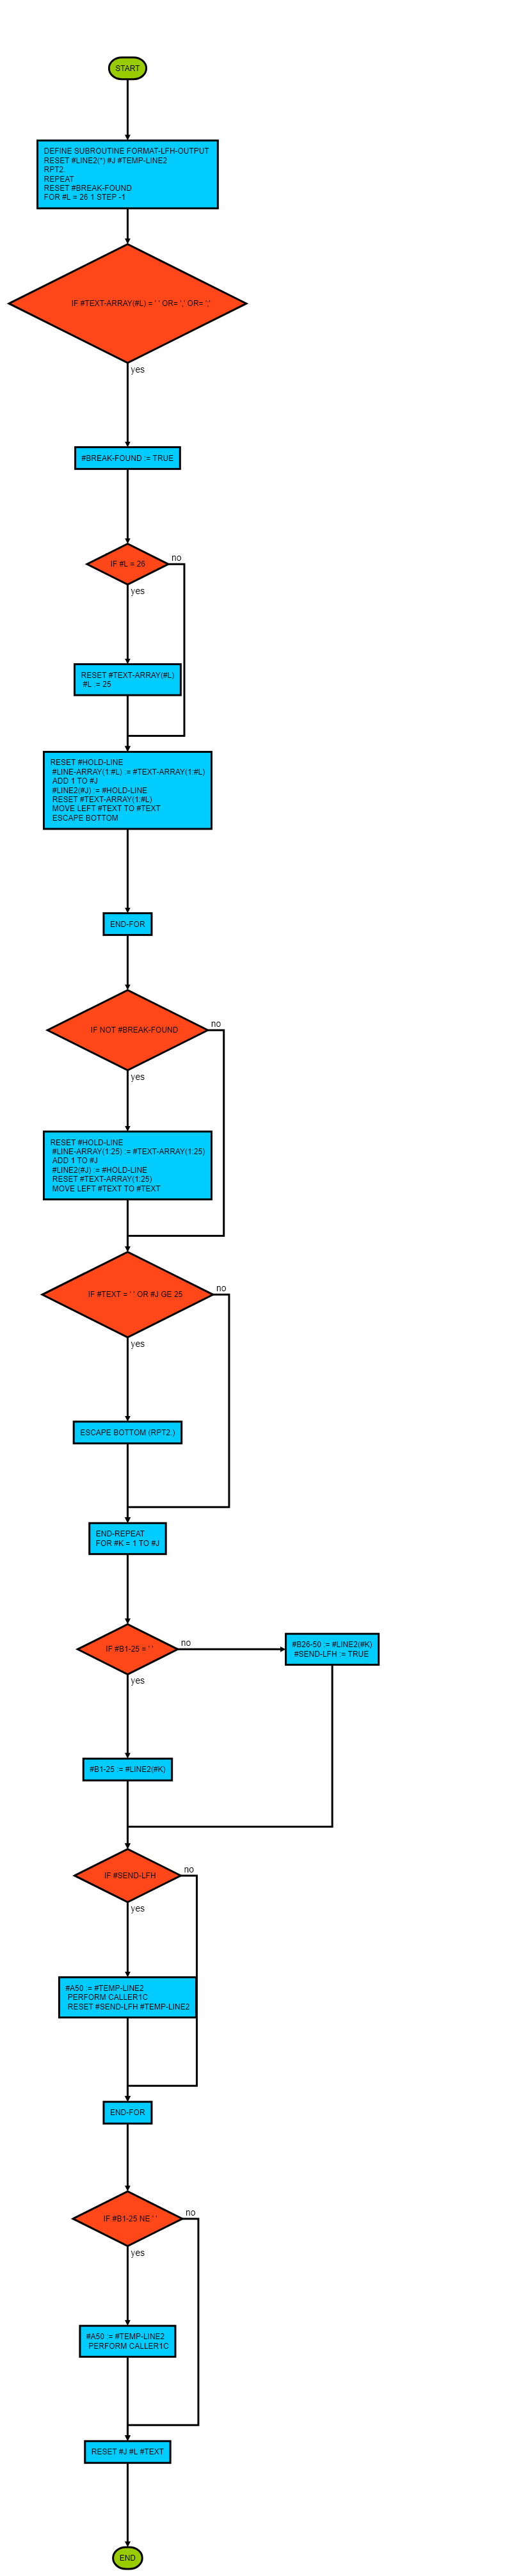 START
DEFINE SUBROUTINE FORMAT-LFH-OUTPUT
RESET #LINE2(*) #J #TEMP-LINE2
RPT2.
REPEAT
RESET #BREAK-FOUND
FOR #L = 26 1 STEP -1
IF #TEXT-ARRAY(#L) = ' ' OR= ',' OR= ';'
yes
#BREAK-FOUND := TRUE
IF #L = 26
no
yes
RESET #TEXT-ARRAY(#L)
#L := 25
RESET #HOLD-LINE
#LINE-ARRAY(1:#L) := #TEXT-ARRAY(1:#L)
ADD 1 TO #J
#LINE2(#J) := #HOLD-LINE
RESET #TEXT-ARRAY(1:#L)
MOVE LEFT #TEXT TO #TEXT
ESCAPE BOTTOM
END-FOR
IF NOT #BREAK-FOUND
no
yes
RESET #HOLD-LINE
#LINE-ARRAY(1:25) := #TEXT-ARRAY(1:25)
ADD 1 TO #J
#LINE2(#J) := #HOLD-LINE
RESET #TEXT-ARRAY(1:25)
MOVE LEFT #TEXT TO #TEXT
IF #TEXT = ' ' OR #J GE 25
no
yes
ESCAPE BOTTOM (RPT2.)
END-REPEAT
FOR #K = 1 TO #J
IF #B1-25 = ' '
no
#B26-50 := #LINE2(#K)
#SEND-LFH := TRUE
yes
#B1-25 := #LINE2(#K)
IF #SEND-LFH
no
yes
#A50 := #TEMP-LINE2
PERFORM CALLER1C
RESET #SEND-LFH #TEMP-LINE2
END-FOR
IF #B1-25 NE ' '
no
yes
#A50 := #TEMP-LINE2
PERFORM CALLER1C
RESET #J #L #TEXT
END